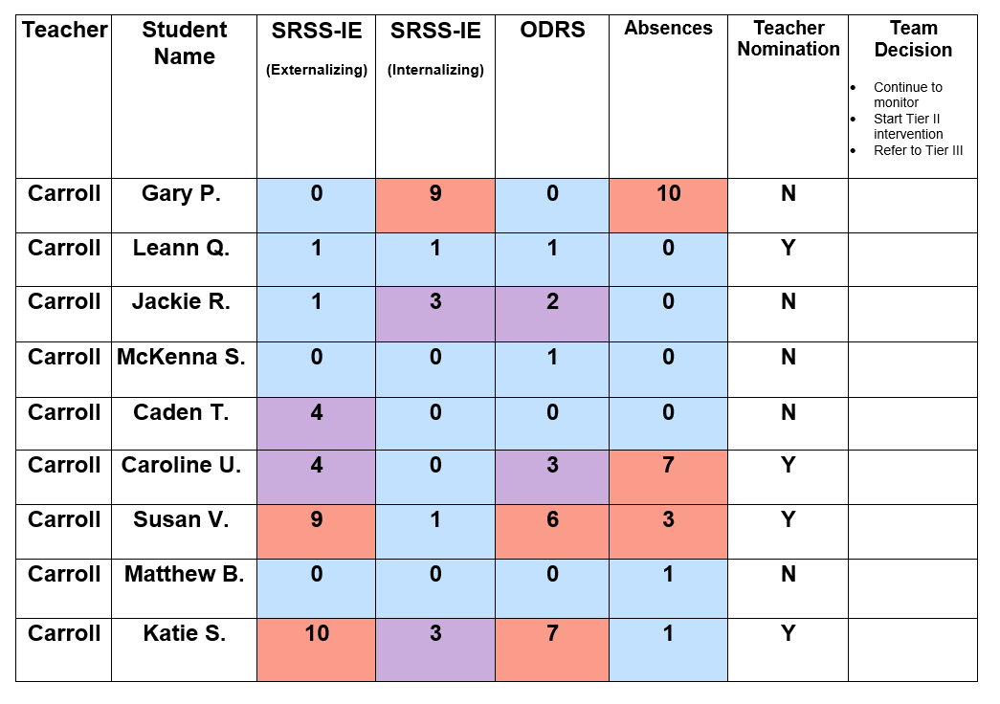 Teacher Student Name SRSS-IE (Externalizing) SRSS-IE (Internalizing) ODRS Absences Teacher Nomination Team Decision
• Continue to monitor
• Start Tier II intervention
• Refer to Tier III
Carroll Gary P. 0 9 0 10 N
Carroll Leann Q. 1 1 1 0 Y
Carroll Jackie R. 1 3 2 0 N
Carroll McKenna S. 0 0 1 0 N
Carroll Caden T. 4 0 0 0 N
Carroll Caroline U. 4 0 3 7 Y
Carroll Susan V. 9 1 6 3 Y
Carroll Matthew B. 0 0 0 1 N
Carroll Katie S. 10 3 7 1 Y